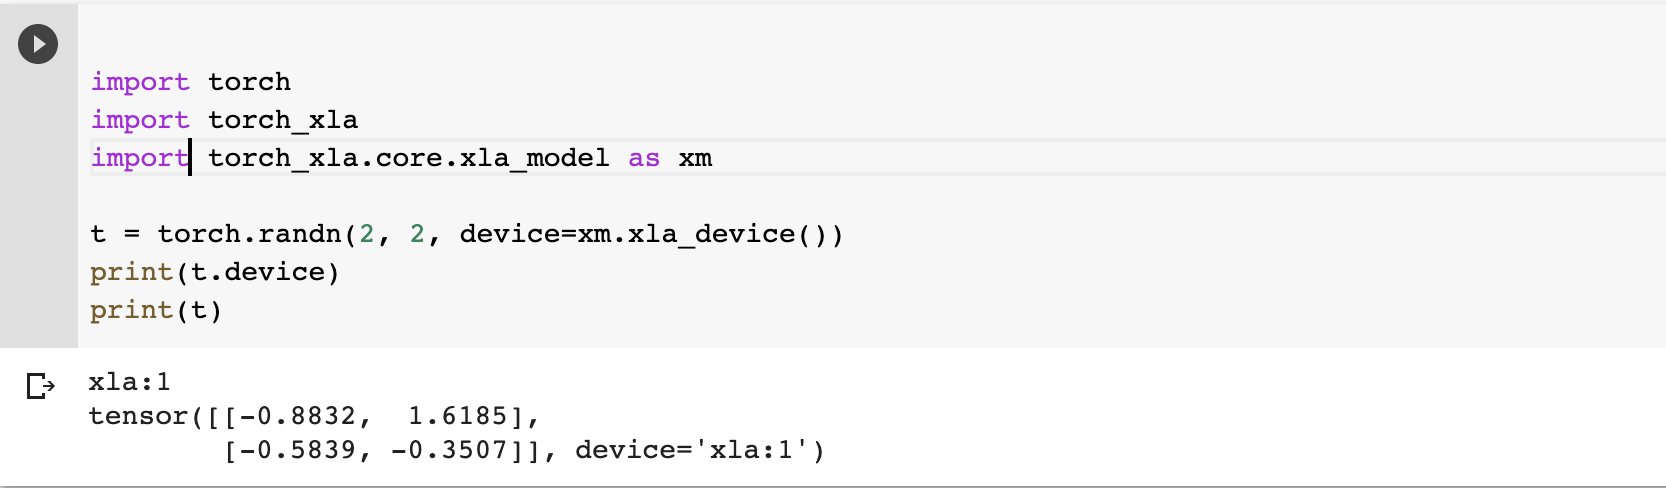 import torch
import torch_xla
import torch_xla.core.xla_model as xm
t = torch.randn(2, 2, device=xm.xla_device())
print(t.device)
print(t)
xla:1
tensor([[-0.8832,  1.6185],
        [-0.5839, -0.3507]], device='xla:1')